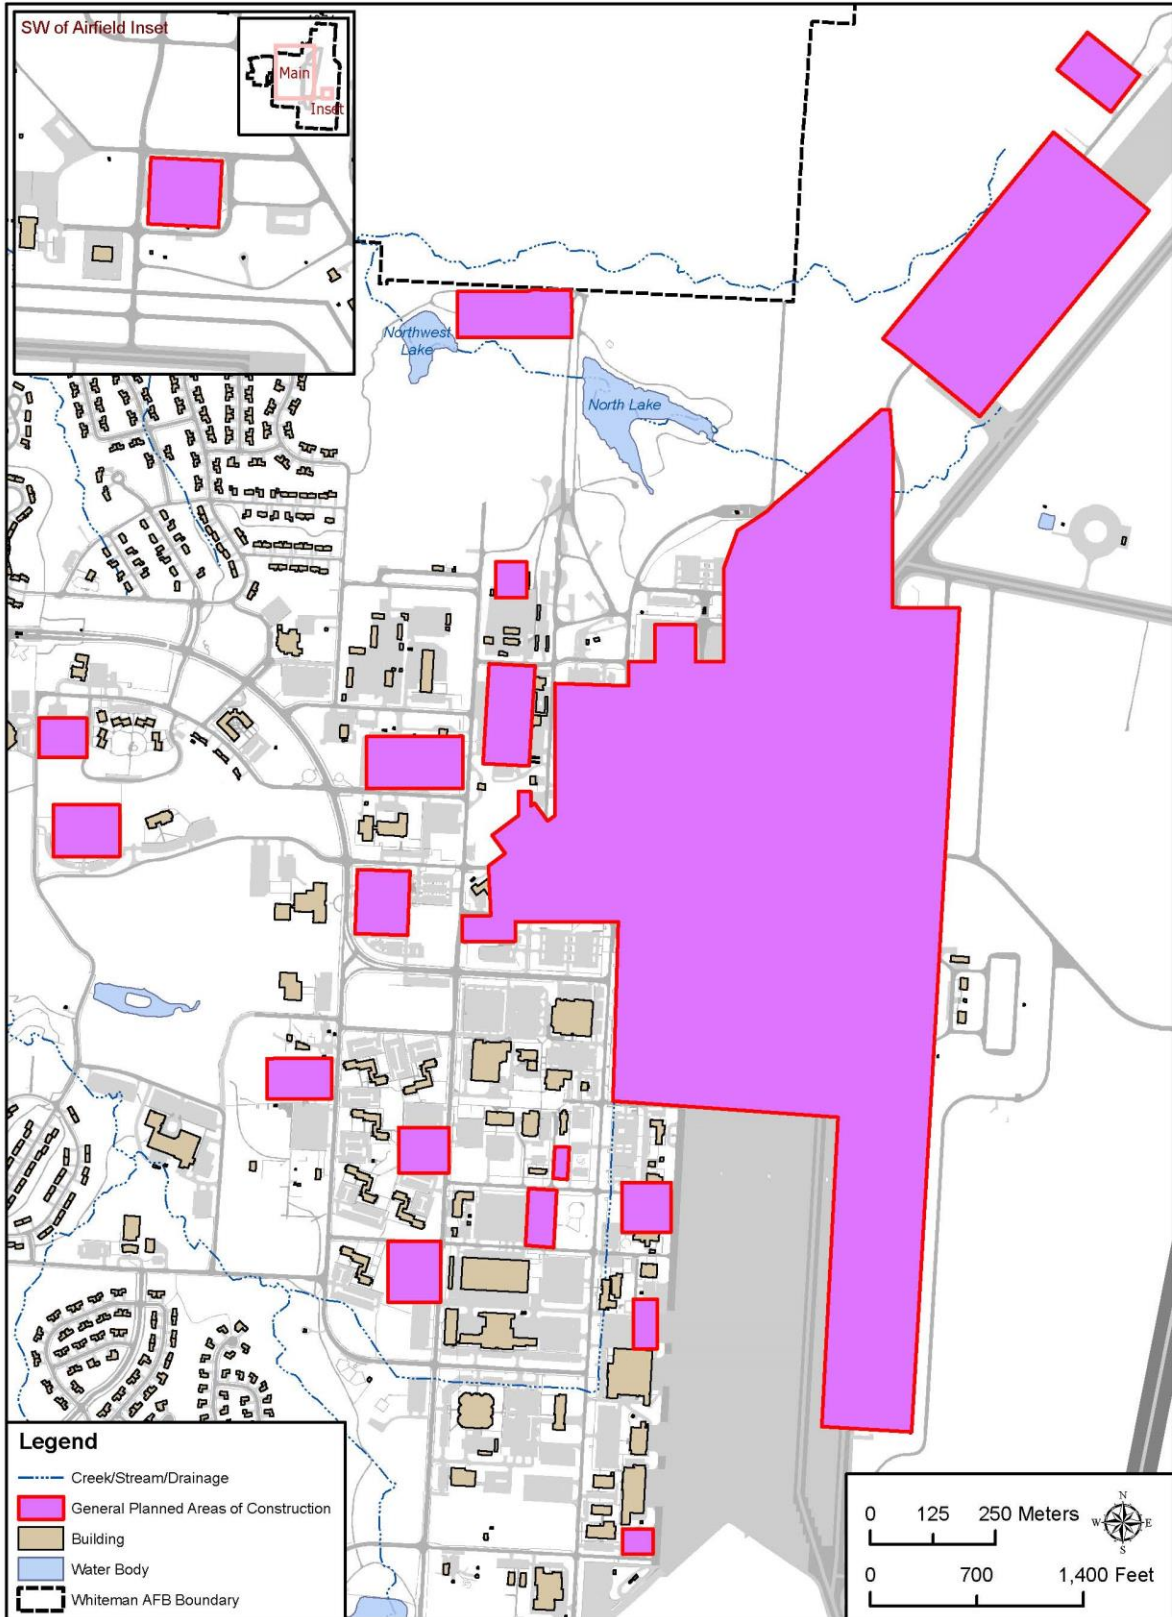 SW of Airfield Inset
Main
Inset
Northwest
Lake
North Lake
Legend
Creek/Stream/Drainage
General Planned Areas of Construction
Building
Water Body
Whiteman AFB Boundary
0 125 250 Meters
N
W E
S
0 700 1,400 Feet